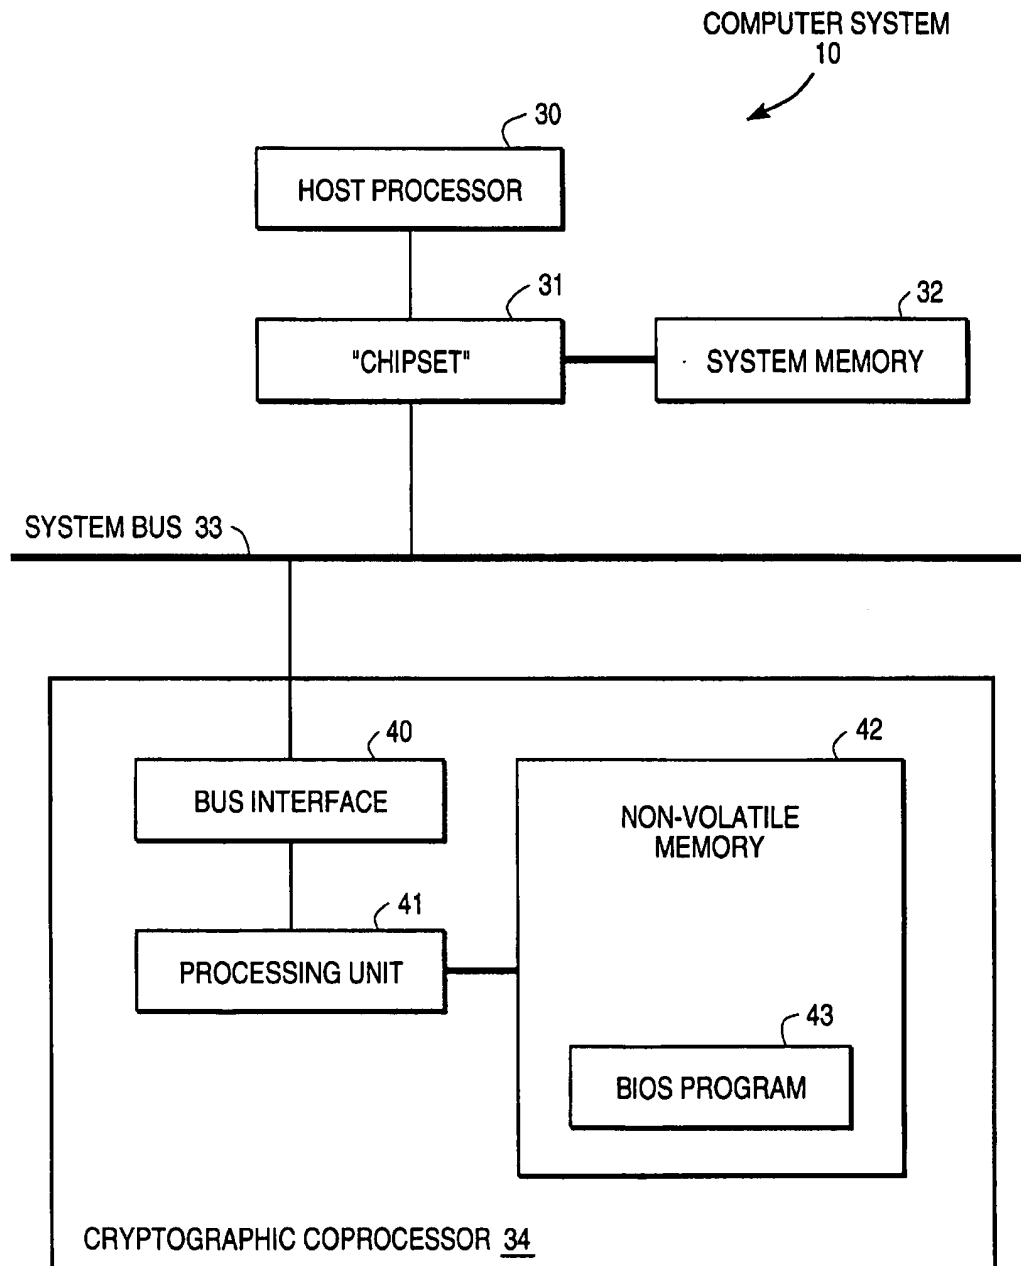 COMPUTER SYSTEM
10
30
HOST PROCESSOR
31
"CHIPSET"
32
SYSTEM MEMORY
SYSTEM BUS 33
40
BUS INTERFACE
42
NON-VOLATILE
MEMORY
41
PROCESSING UNIT
43
BIOS PROGRAM
CRYPTOGRAPHIC COPROCESSOR 34